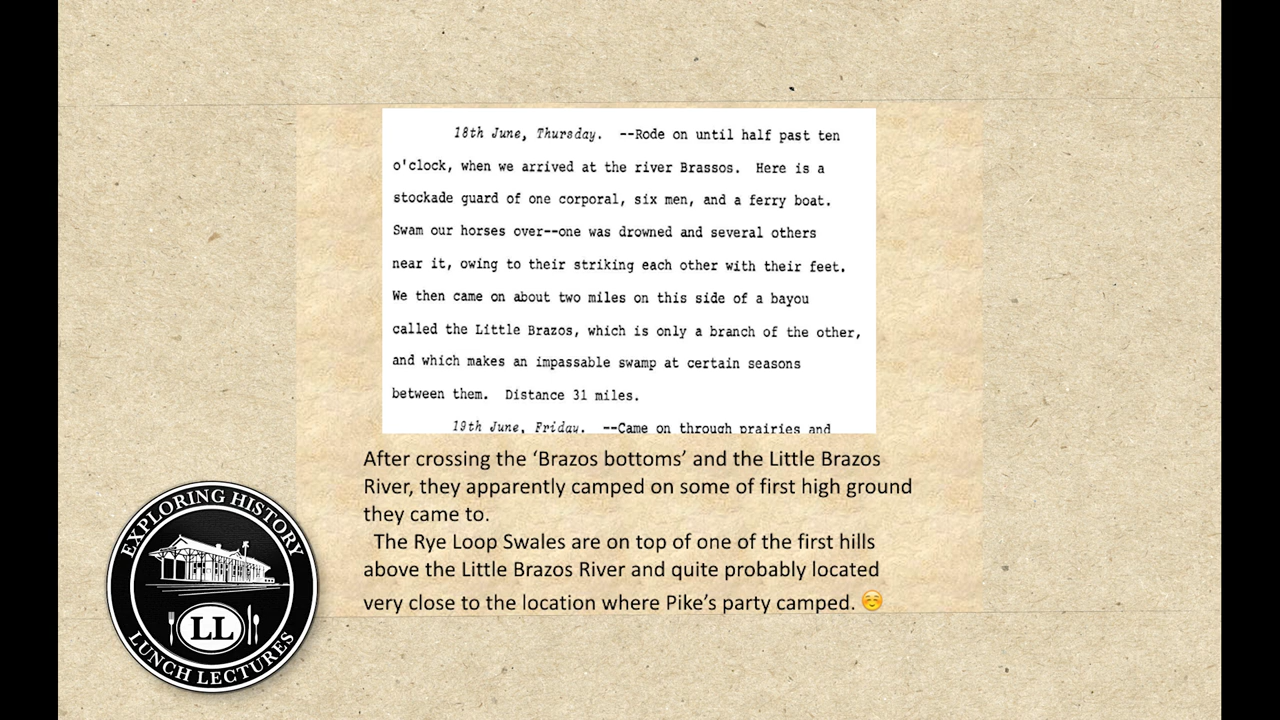 18th June, Thursday. --Rode on until half past ten
o'clock, when we arrived at the river Brassos. Here is a
stockade guard of one corporal, six men, and a ferry boat.
Swam our horses over--one was drowned and several others
near it, owing to their striking each other with their feet.
We then came on about two miles on this side of a bayou
called the Little Brazos, which is only a branch of the other,
and which makes an impassable swamp at certain seasons
between them. Distance 31 miles.
19th June, Friday. --Came on through prairies and
After crossing the ‘Brazos bottoms’ and the Little Brazos
River, they apparently camped on some of first high ground
they came to.
The Rye Loop Swales are on top of one of the first hills
above the Little Brazos River and quite probably located
very close to the location where Pike’s party camped. ☺️
EXPLORING HISTORY
LL
LUNCH LECTURES